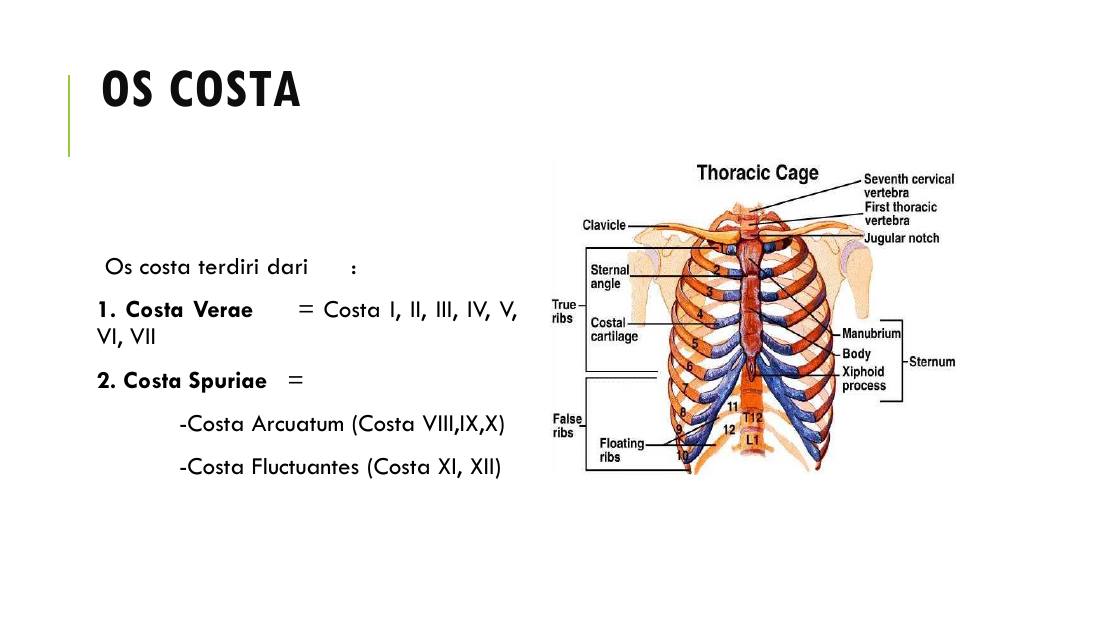 OS COSTA
Os costa terdiri dari :
1. Costa Verae = Costa I, II, III, IV, V,
VI, VII
2. Costa Spuriae =
-Costa Arcuatum (Costa VIII,IX,X)
-Costa Fluctuantes (Costa XI, XII)
Thoracic Cage
Seventh cervical
vertebra
First thoracic
vertebra
Jugular notch
Clavicle
Sternal
angle
True
ribs
Costal
cartilage
Manubrium
Body
Xiphoid
process
Sternum
False
ribs
Floating
ribs
1
2
3
4
5
6
7
8
9
10
11
12
T12
L1